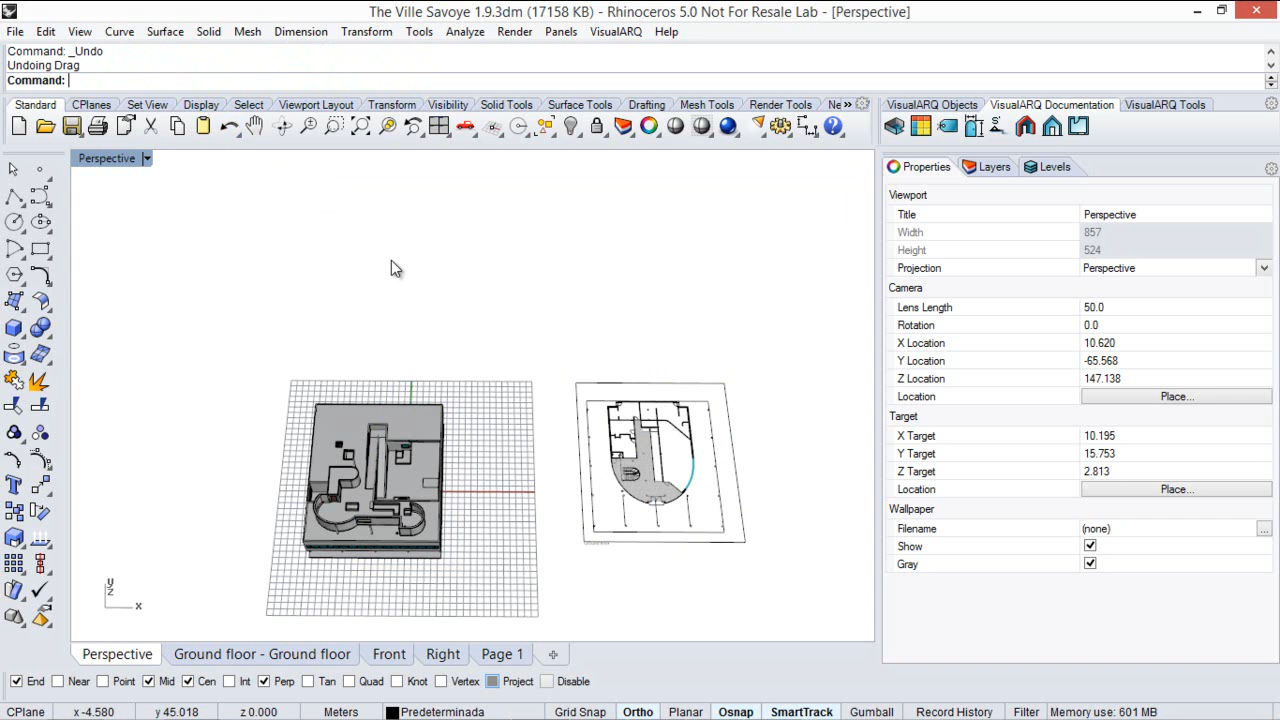 The Ville Savoye 1.9.3dm (17158 KB) - Rhinoceros 5.0 Not For Resale Lab - [Perspective]
File Edit View Curve Surface Solid Mesh Dimension Transform Tools Analyze Render Panels VisualARQ Help
Command: _Undo
Undoing Drag
Command:
Standard CPlanes Set View Display Select Viewport Layout Transform Visibility Solid Tools Surface Tools Drafting Mesh Tools Render Tools Ne VisualARQ Objects VisualARQ Documentation VisualARQ Tools
Perspective
Properties Layers Levels
Viewport
Title Perspective
Width 857
Height 524
Projection Perspective
Camera
Lens Length 50.0
Rotation 0.0
X Location 10.620
Y Location -65.568
Z Location 147.138
Location Place...
Target
X Target 10.195
Y Target 15.753
Z Target 2.813
Location Place...
Wallpaper
Filename (none) ...
Show
Gray
y
z
x
Perspective Ground floor - Ground floor Front Right Page 1
End Near Point Mid Cen Int Perp Tan Quad Knot Vertex Project Disable
CPlane x -4.580 y 45.018 z 0.000 Meters Predeterminada Grid Snap Ortho Planar Osnap SmartTrack Gumball Record History Filter Memory use: 601 MB